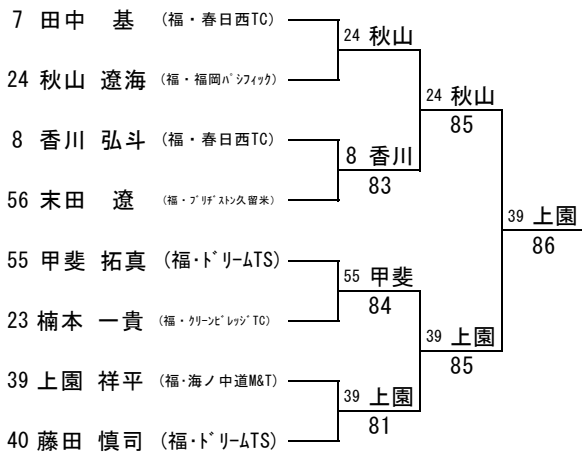 7 田中 基 (福・春日西TC)
24 秋山
24 秋山 遼海 (福・福岡パシフィック)
24 秋山
85
8 香川 弘斗 (福・春日西TC)
8 香川
83
56 末田 遼 (福・ブリヂストン久留米)
39 上園
86
55 甲斐 拓真 (福・ドリームTS)
55 甲斐
84
23 楠本 一貴 (福・グリーンビレッジTC)
39 上園
85
39 上園 祥平 (福・海ノ中道M&T)
39 上園
81
40 藤田 慎司 (福・ドリームTS)